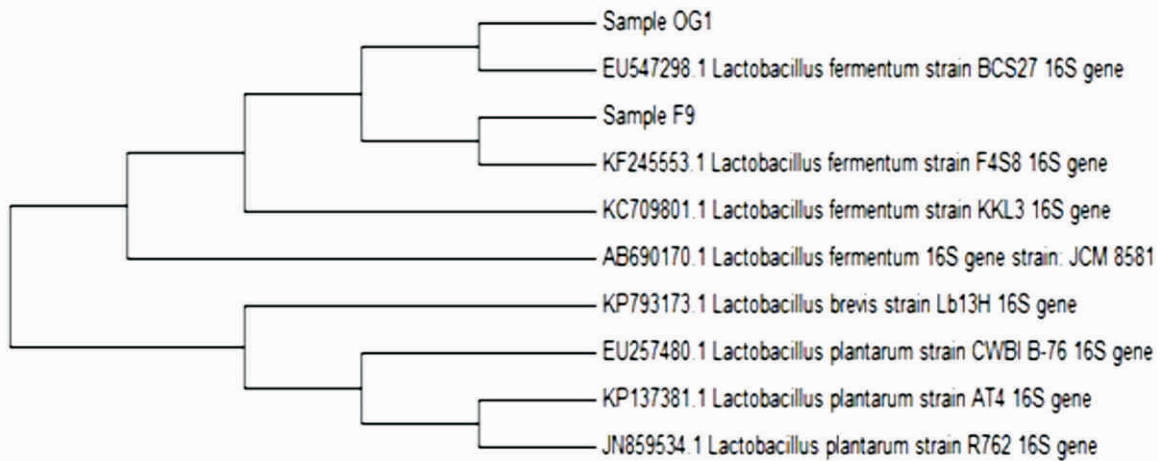 Sample OG1
EU547298.1 Lactobacillus fermentum strain BCS27 16S gene
Sample F9
KF245553.1 Lactobacillus fermentum strain F4S8 16S gene
KC709801.1 Lactobacillus fermentum strain KKL3 16S gene
AB690170.1 Lactobacillus fermentum 16S gene strain: JCM 8581
KP793173.1 Lactobacillus brevis strain Lb13H 16S gene
EU257480.1 Lactobacillus plantarum strain CWBI B-76 16S gene
KP137381.1 Lactobacillus plantarum strain AT4 16S gene
JN859534.1 Lactobacillus plantarum strain R762 16S gene